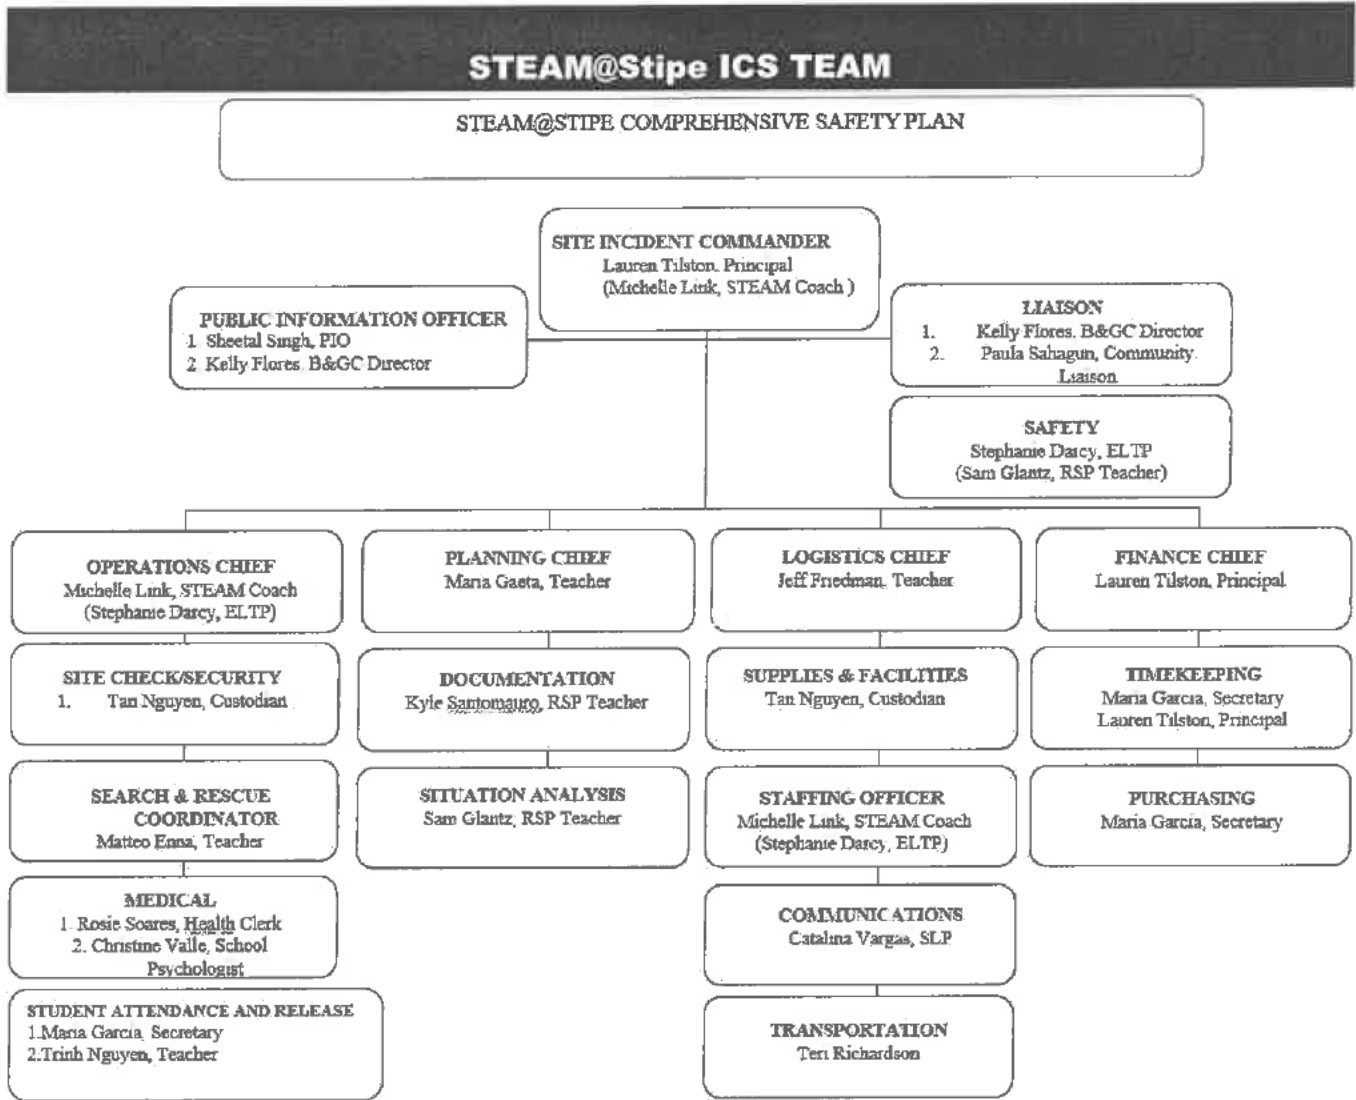 STEAM@Stipe ICS TEAM
STEAM@STIPE COMPREHENSIVE SAFETY PLAN
SITE INCIDENT COMMANDER
Lauren Tilston, Principal
(Michelle Link, STEAM Coach )
PUBLIC INFORMATION OFFICER
1 Sheetal Singh, PIO
2 Kelly Flores, B&GC Director
LIAISON
1. Kelly Flores. B&GC Director
2. Paula Sahagun, Community
Liaison
SAFETY
Stephanie Darcy, ELTP
(Sam Glantz, RSP Teacher)
OPERATIONS CHIEF
Michelle Link, STEAM Coach
(Stephanie Darcy, ELTP)
PLANNING CHIEF
Maria Gaeta, Teacher
LOGISTICS CHIEF
Jeff Friedman, Teacher
FINANCE CHIEF
Lauren Tilston, Principal
SITE CHECK/SECURITY
1. Tan Nguyen, Custodian
DOCUMENTATION
Kyle Santomauro, RSP Teacher
SUPPLIES & FACILITIES
Tan Nguyen, Custodian
TIMEKEEPING
Maria Garcia, Secretary
Lauren Tilston, Principal
SEARCH & RESCUE
COORDINATOR
Matteo Enna, Teacher
SITUATION ANALYSIS
Sam Glantz, RSP Teacher
STAFFING OFFICER
Michelle Link, STEAM Coach
(Stephanie Darcy, ELTP)
PURCHASING
Maria Garcia, Secretary
MEDICAL
1. Rosie Soares, Health Clerk
2. Christine Valle, School
Psychologist
COMMUNICATIONS
Catalina Vargas, SLP
STUDENT ATTENDANCE AND RELEASE
1.Maria Garcia, Secretary
2.Trinh Nguyen, Teacher
TRANSPORTATION
Teri Richardson